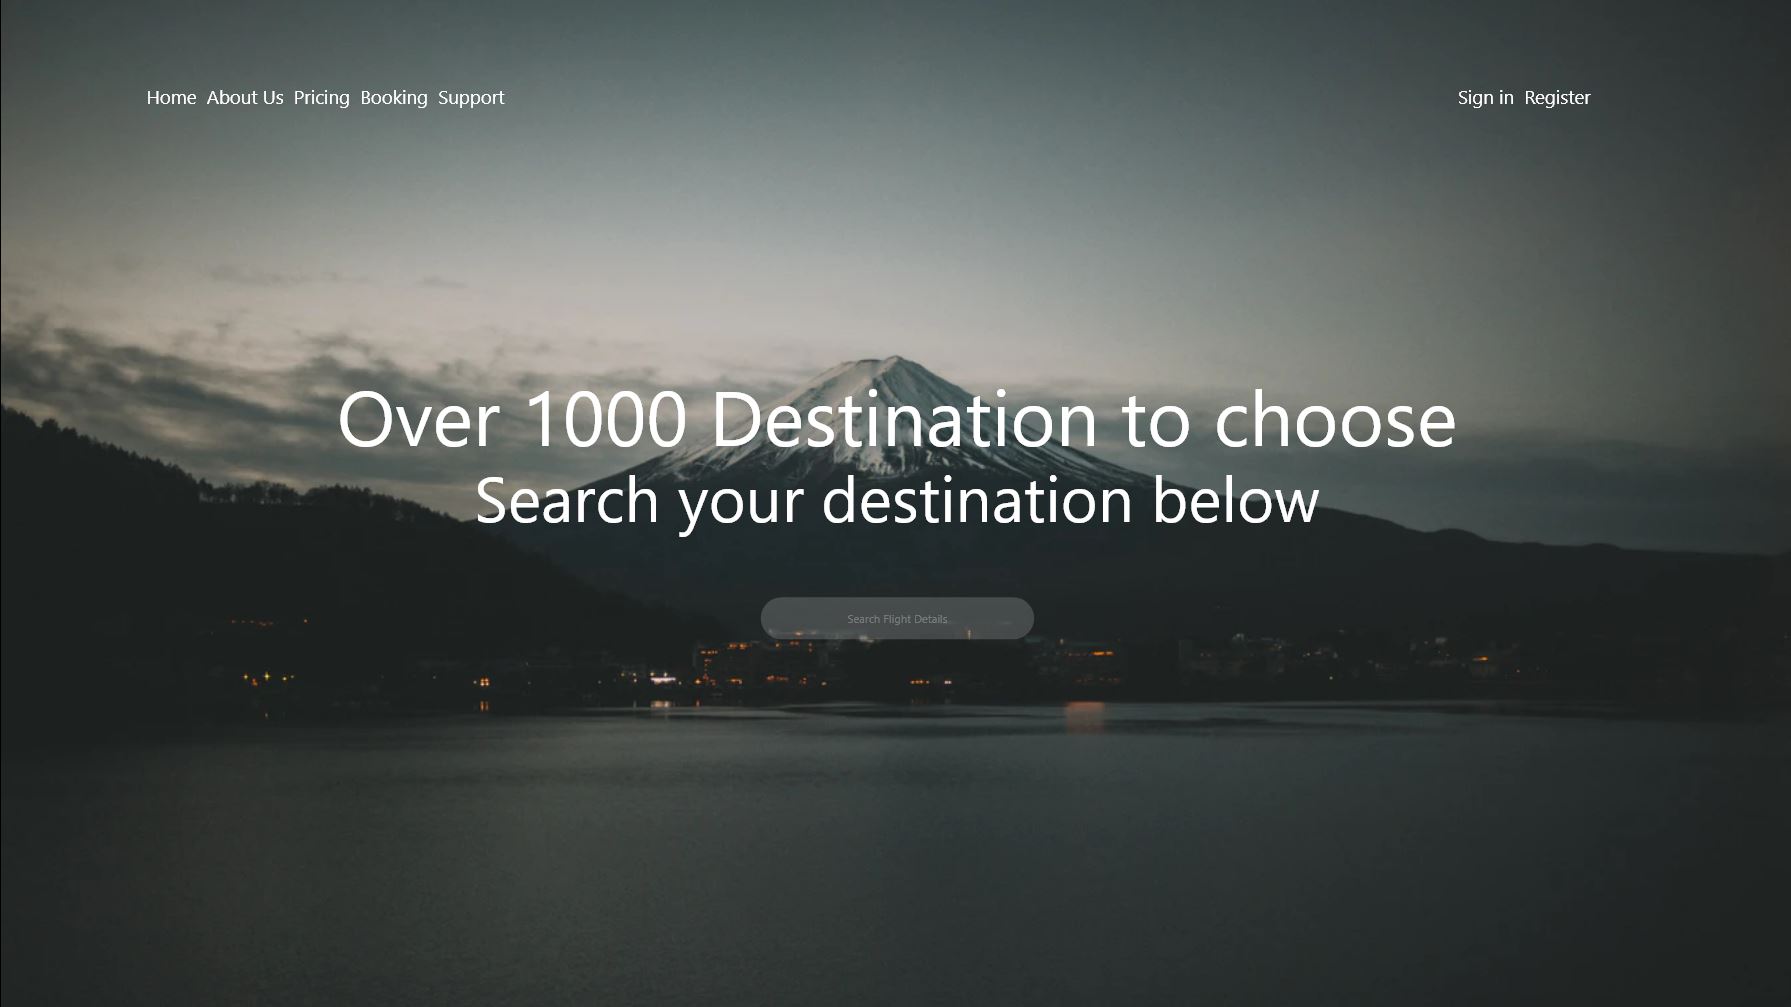 Home About Us Pricing Booking Support
Sign in Register
Over 1000 Destination to choose
Search your destination below
Search Flight Details